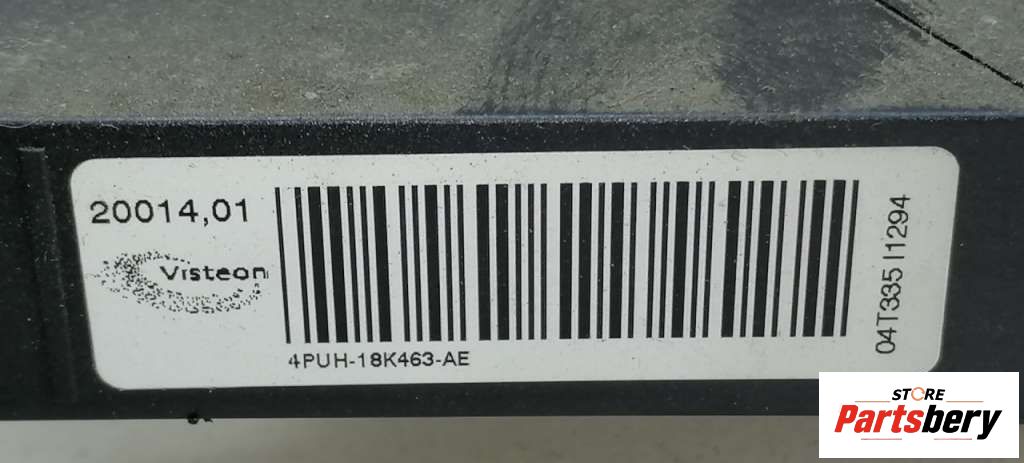 20014,01
Visteon
4PUH-18K463-AE
04T335 I1294
STORE
Partsbery